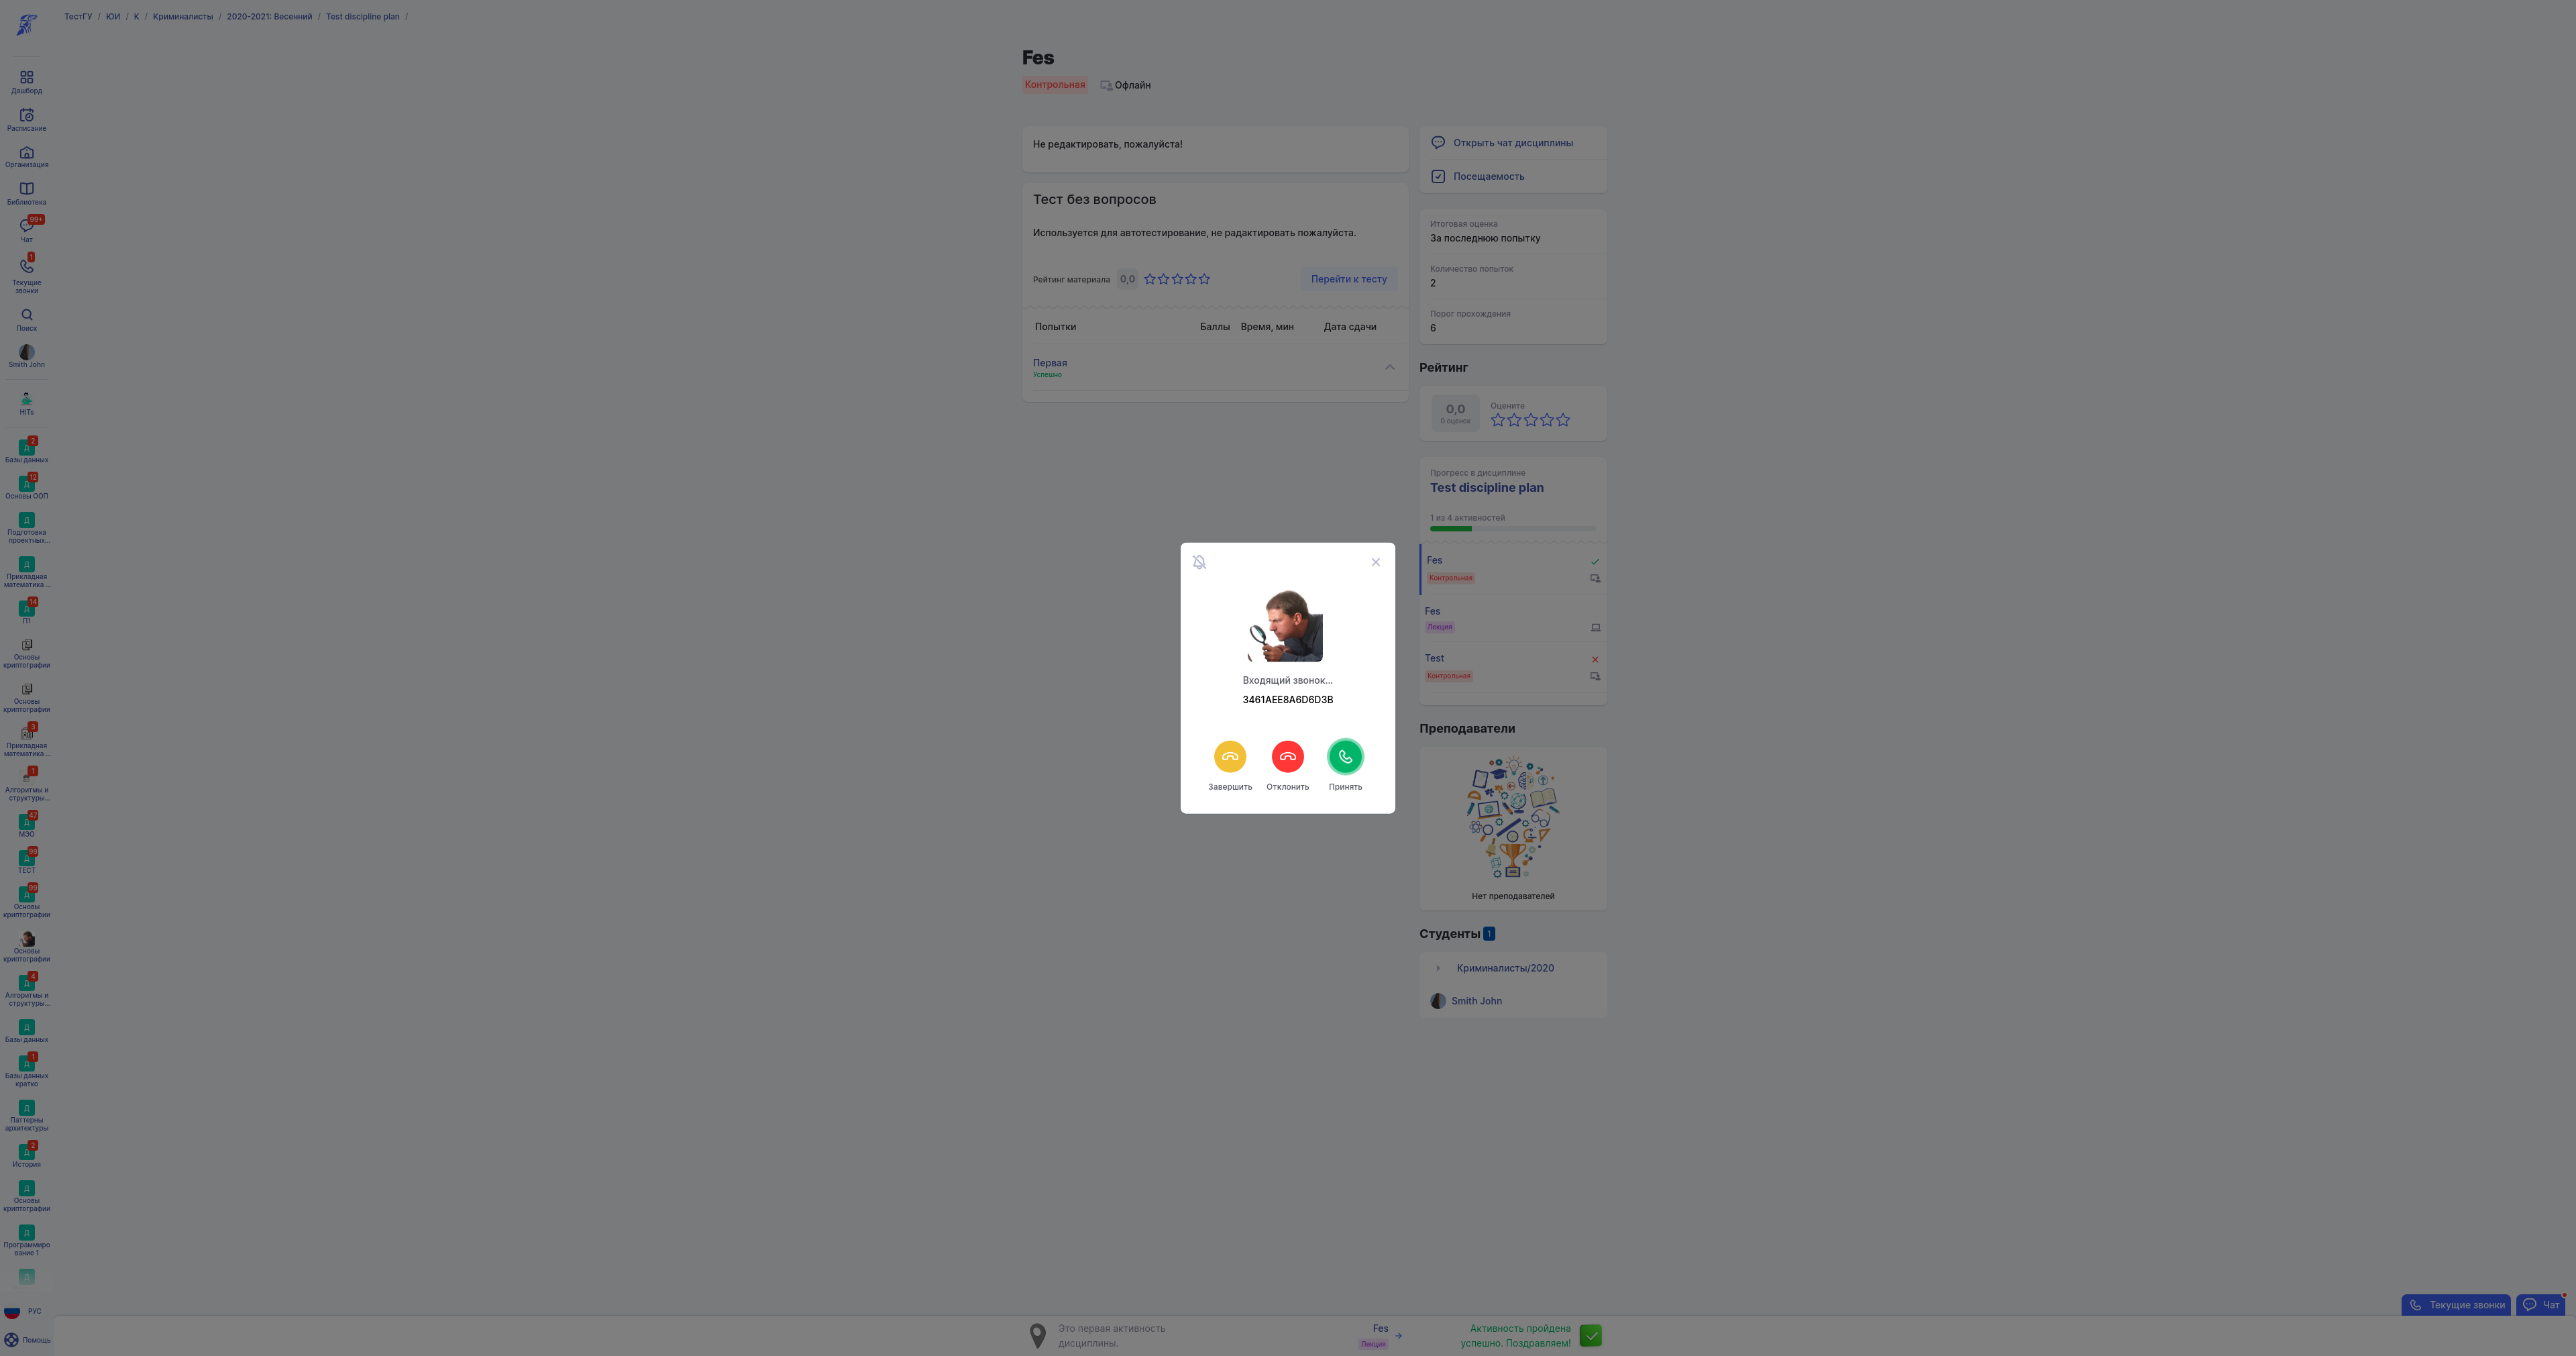 ТестГУ / ЮИ / К / Криминалисты / 2020-2021: Весенний / Test discipline plan /
Дашборд
Расписание
Организация
Библиотека
99+
Чат
1
Текущие
звонки
Поиск
Smith John
HITs
2
Д
Базы данных
12
Д
Основы ООП
Д
Подготовка
проектных...
Д
Прикладная
математика ...
14
Д
П1
Основы
криптографии
Основы
криптографии
3
Прикладная
математика ...
1
Алгоритмы и
структуры...
47
Д
МЭО
99
Д
ТЕСТ
99
Д
Основы
криптографии
Основы
криптографии
4
Д
Алгоритмы и
структуры...
Д
Базы данных
1
Д
Базы данных
кратко
Д
Паттерны
архитектуры
2
Д
История
Д
Основы
криптографии
Д
Программиро
вание 1
Д
РУС
Помощь
Fes
Контрольная Офлайн
Не редактировать, пожалуйста!
Тест без вопросов
Используется для автотестирование, не радактировать пожалуйста.
Рейтинг материала 0,0 Перейти к тесту
Попытки Баллы Время, мин Дата сдачи
Первая
Успешно
Открыть чат дисциплины
Посещаемость
Итоговая оценка
За последнюю попытку
Количество попыток
2
Порог прохождения
6
Рейтинг
0,0
0 оценок
Оцените
Прогресс в дисциплине
Test discipline plan
1 из 4 активностей
Fes
Контрольная
Fes
Лекция
Test
Контрольная
Преподаватели
Нет преподавателей
Студенты 1
Криминалисты/2020
Smith John
Входящий звонок...
3461AEE8A6D6D3B
Завершить Отклонить Принять
Текущие звонки Чат
Это первая активность
дисциплины.
Fes
Лекция
Активность пройдена
успешно. Поздравляем!